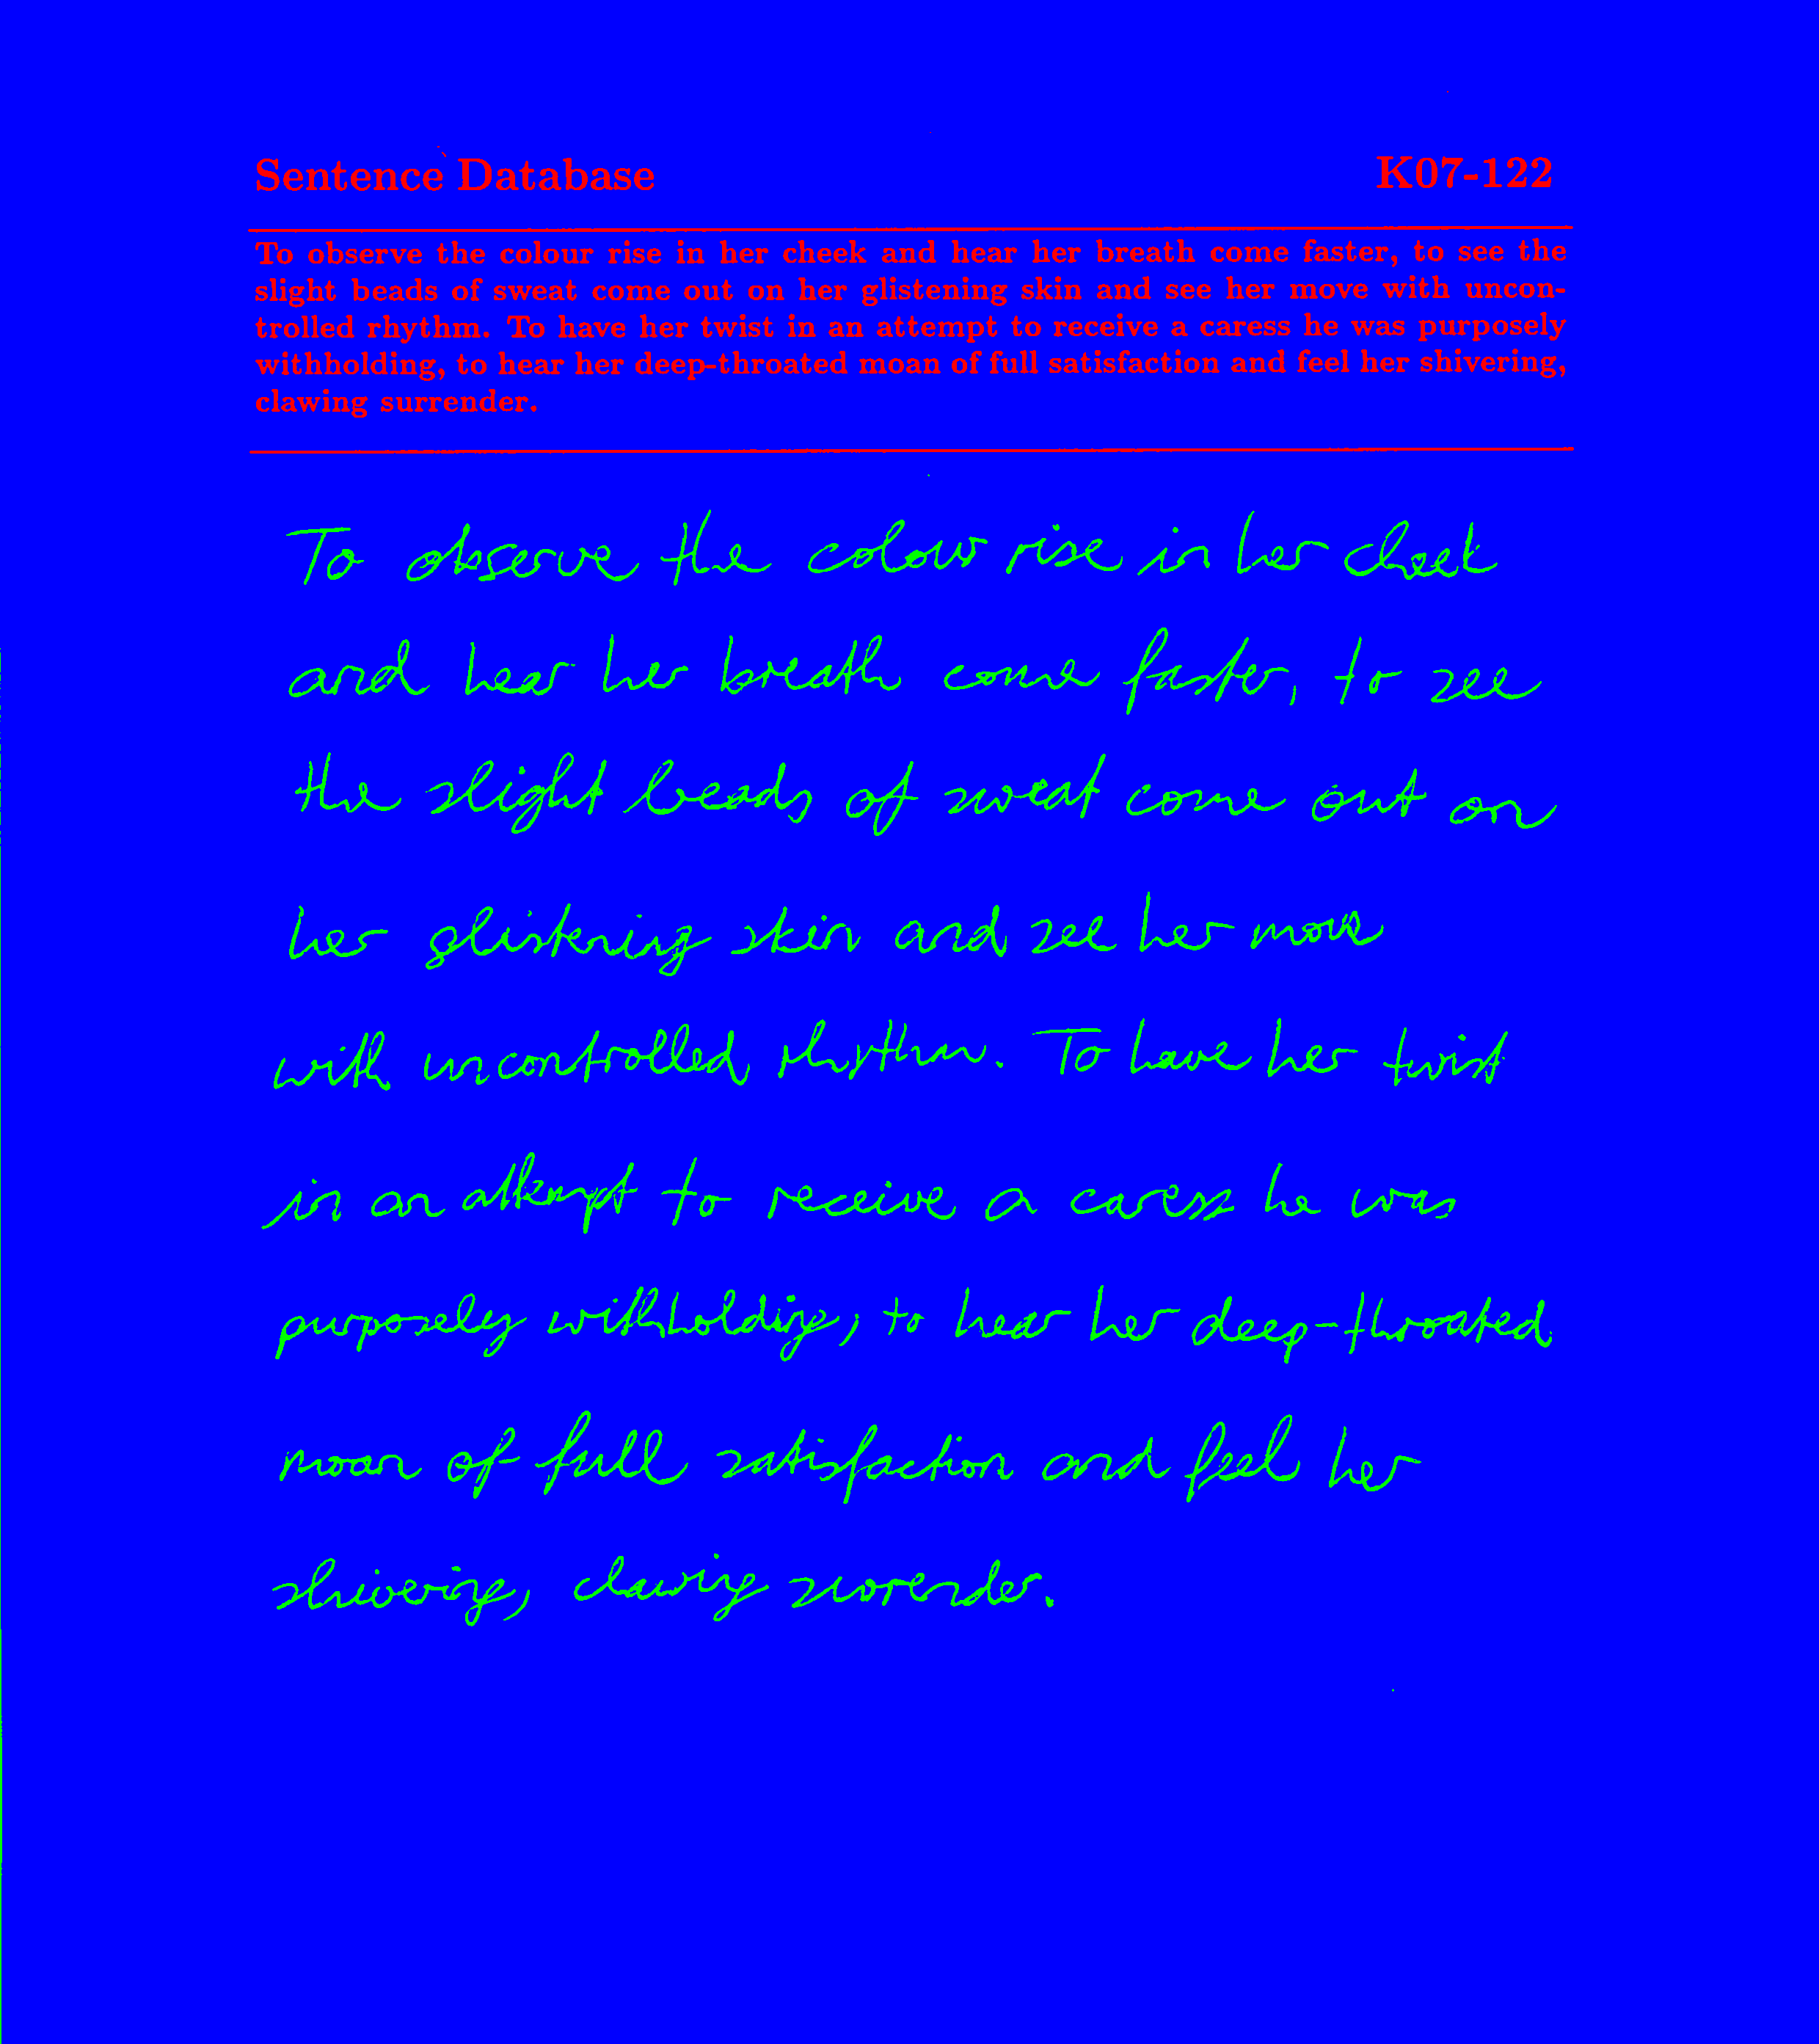 Sentence Database K07-122
To observe the colour rise in her cheek and hear her breath come faster, to see the
slight beads of sweat come out on her glistening skin and see her move with uncon-
trolled rhythm. To have her twist in an attempt to receive a caress he was purposely
withholding, to hear her deep-throated moan of full satisfaction and feel her shivering,
clawing surrender.
To observe the colour rise in her cheek
and hear her breath come faster, to see
the slight beads of sweat come out on
her glistening skin and see her move
with uncontrolled rhythm. To have her twist
in an attempt to receive a caress he was
purposely withholding, to hear her deep-throated
moan of full satisfaction and feel her
shivering, clawing surrender.